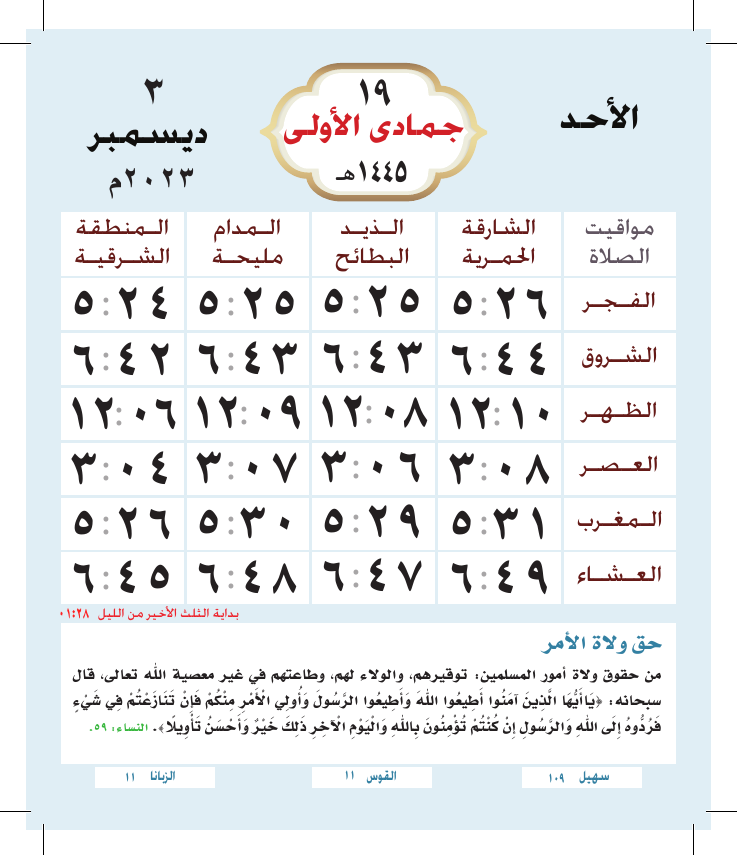 الأحد
١٩
جمادى الأولى
١٤٤٥هـ
٣
ديسمبر
٢٠٢٣م
مواقيت الصلاة | الشارقة الحمرية | الذيد البطائح | المدام مليحة | المنطقة الشرقية
الفجر ٥:٢٦ ٥:٢٥ ٥:٢٥ ٥:٢٤
الشروق ٦:٤٤ ٦:٤٣ ٦:٤٣ ٦:٤٢
الظهر ١٢:١٠ ١٢:٠٨ ١٢:٠٩ ١٢:٠٦
العصر ٣:٠٨ ٣:٠٦ ٣:٠٧ ٣:٠٤
المغرب ٥:٣١ ٥:٢٩ ٥:٣٠ ٥:٢٦
العشاء ٦:٤٩ ٦:٤٧ ٦:٤٨ ٦:٤٥
بداية الثلث الأخير من الليل ٠١:٢٨
حق ولاة الأمر
من حقوق ولاة أمور المسلمين: توقيرهم، والولاء لهم، وطاعتهم في غير معصية الله تعالى، قال
سبحانه: ﴿يَاأَيُّهَا الَّذِينَ آمَنُوا أَطِيعُوا اللَّهَ وَأَطِيعُوا الرَّسُولَ وَأُولِي الْأَمْرِ مِنْكُمْ فَإِنْ تَنَازَعْتُمْ فِي شَيْءٍ
فَرُدُّوهُ إِلَى اللَّهِ وَالرَّسُولِ إِنْ كُنْتُمْ تُؤْمِنُونَ بِاللَّهِ وَالْيَوْمِ الْآخِرِ ذَلِكَ خَيْرٌ وَأَحْسَنُ تَأْوِيلًا﴾. النساء: ٥٩.
سهيل ١٠٩
القوس ١١
الزبانا ١١